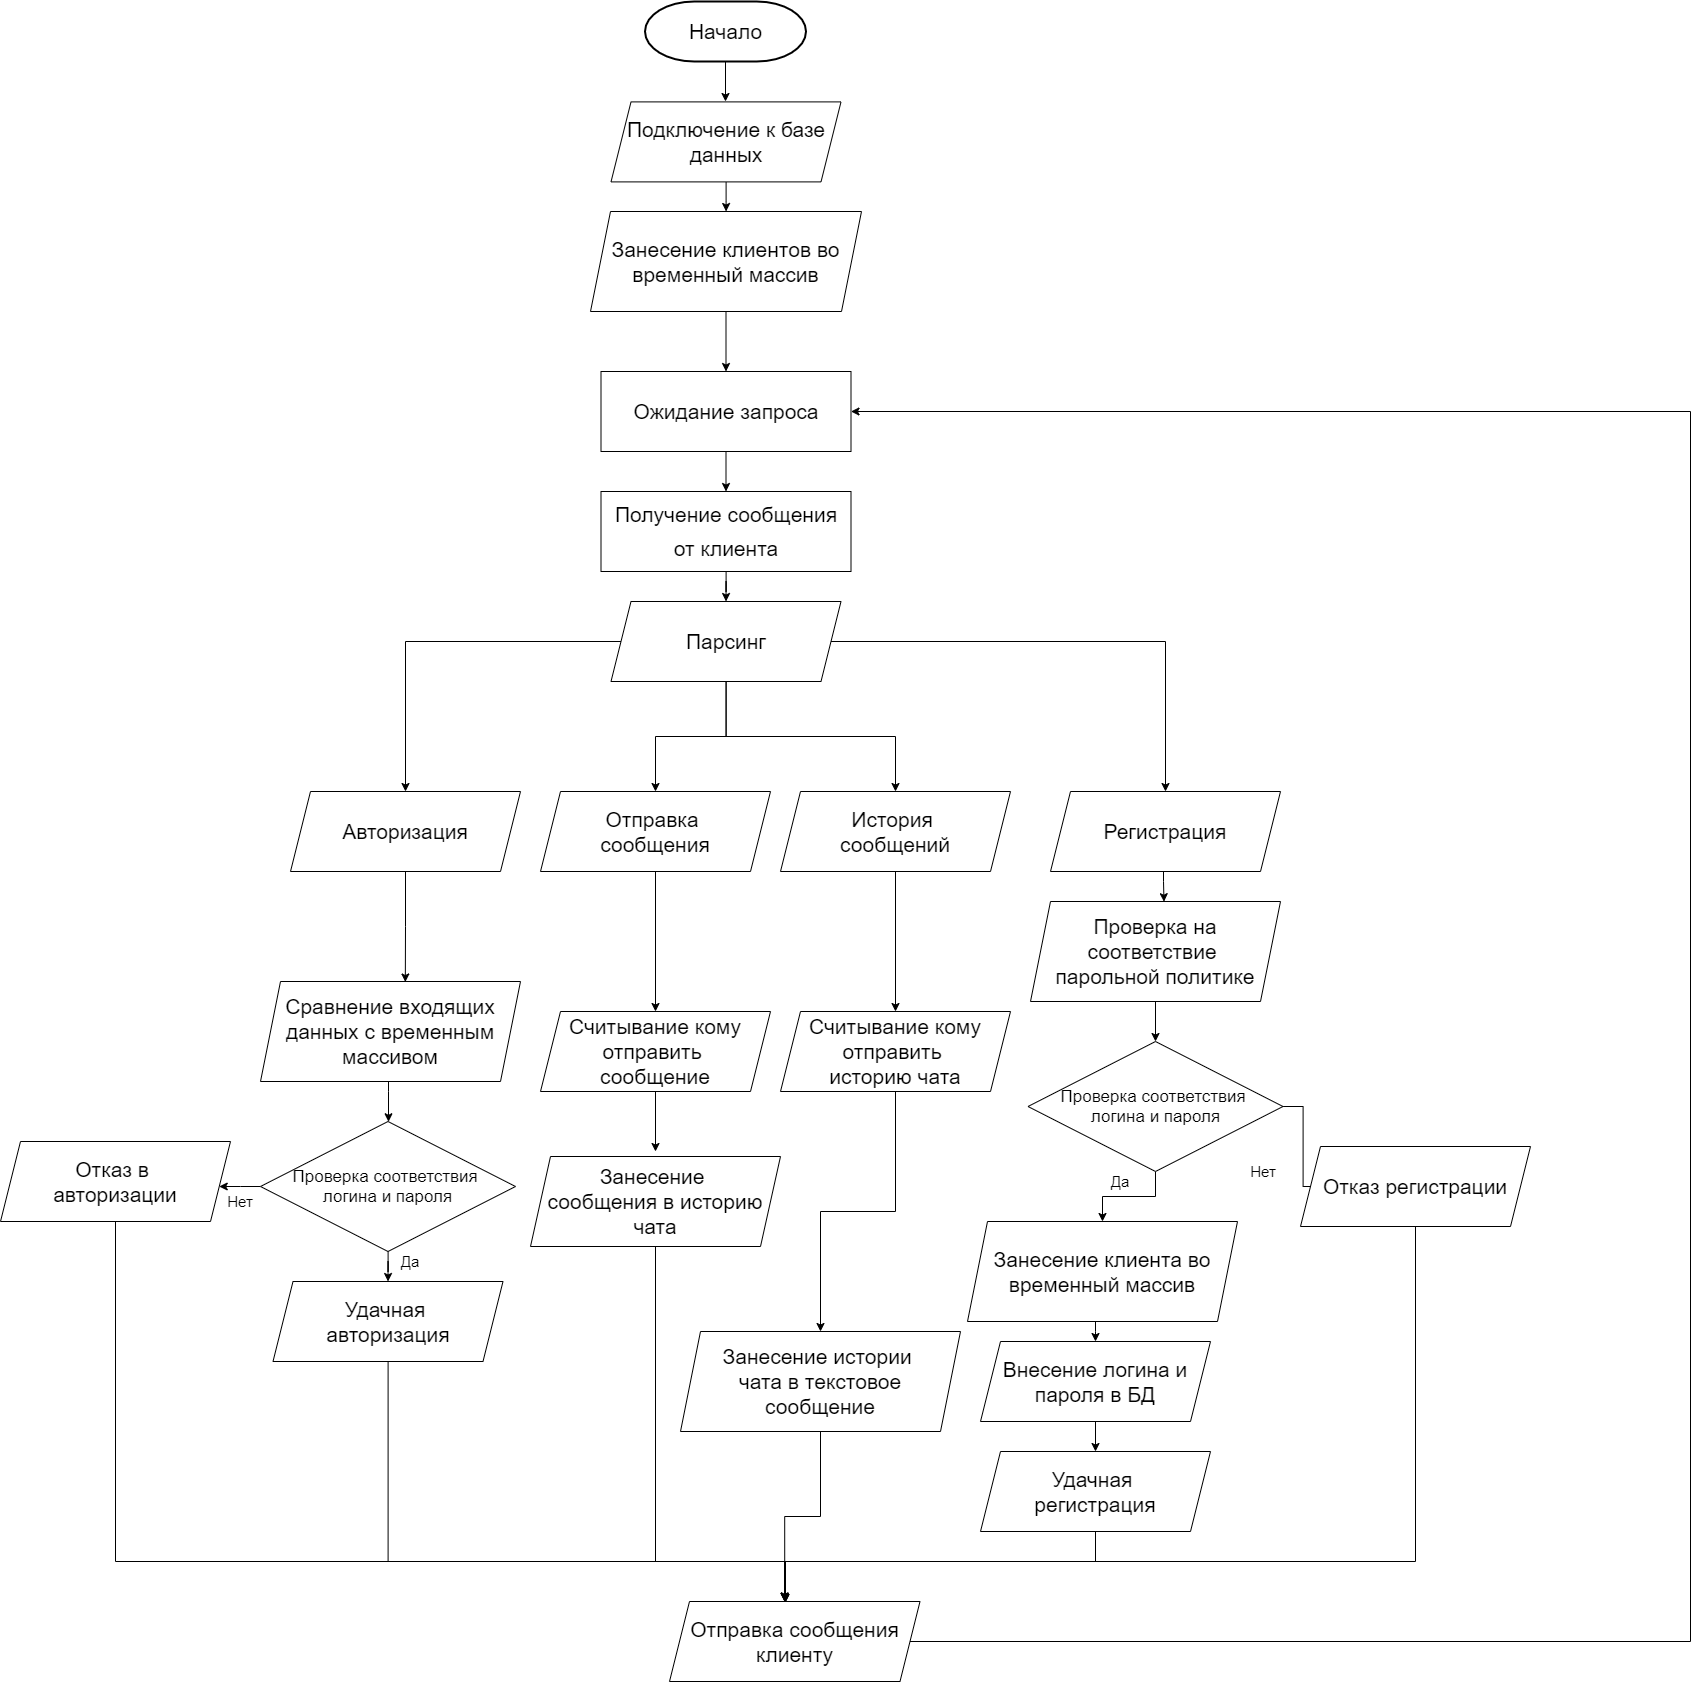 Начало
Подключение к базе
данных
Занесение клиентов во
временный массив
Ожидание запроса
Получение сообщения
от клиента
Парсинг
Авторизация
Отправка
сообщения
История
сообщений
Регистрация
Проверка на
соответствие
парольной политике
Сравнение входящих
данных с временным
массивом
Считывание кому
отправить
сообщение
Считывание кому
отправить
историю чата
Проверка соответствия
логина и пароля
Отказ в
авторизации
Нет
Проверка соответствия
логина и пароля
Да
Занесение
сообщения в историю
чата
Да
Нет
Отказ регистрации
Удачная
авторизация
Занесение клиента во
временный массив
Занесение истории
чата в текстовое
сообщение
Внесение логина и
пароля в БД
Удачная
регистрация
Отправка сообщения
клиенту